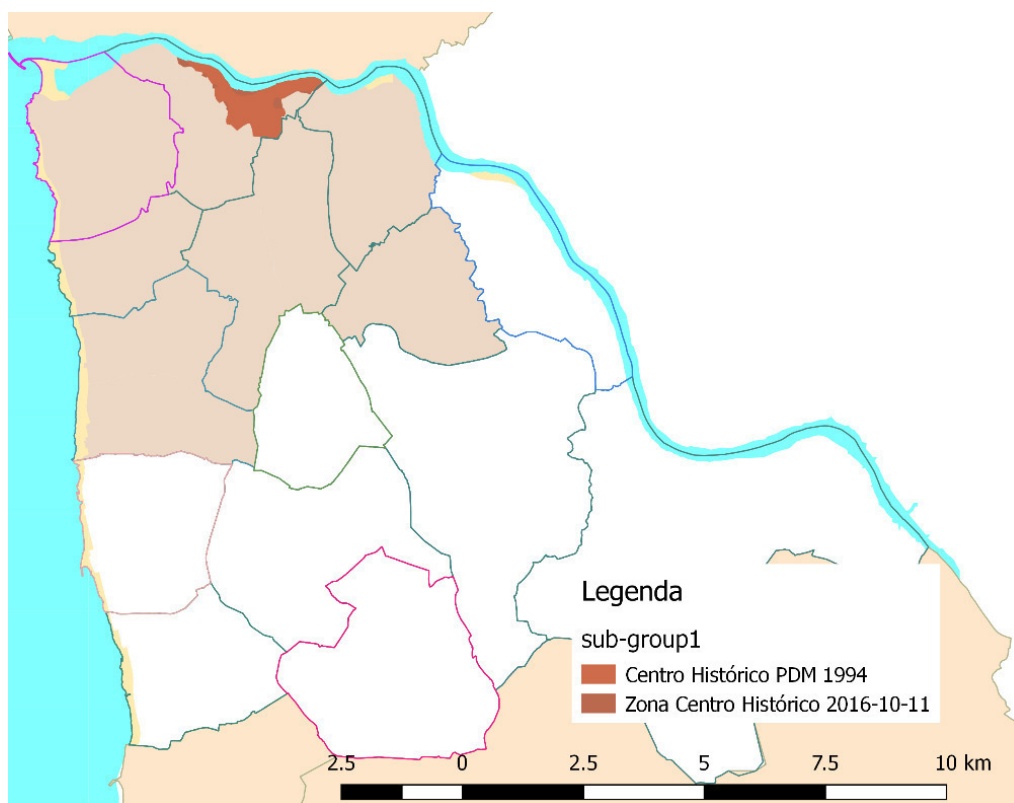 Legenda
sub-group1
Centro Histórico PDM 1994
Zona Centro Histórico 2016-10-11
2.5 0 2.5 5 7.5 10 km